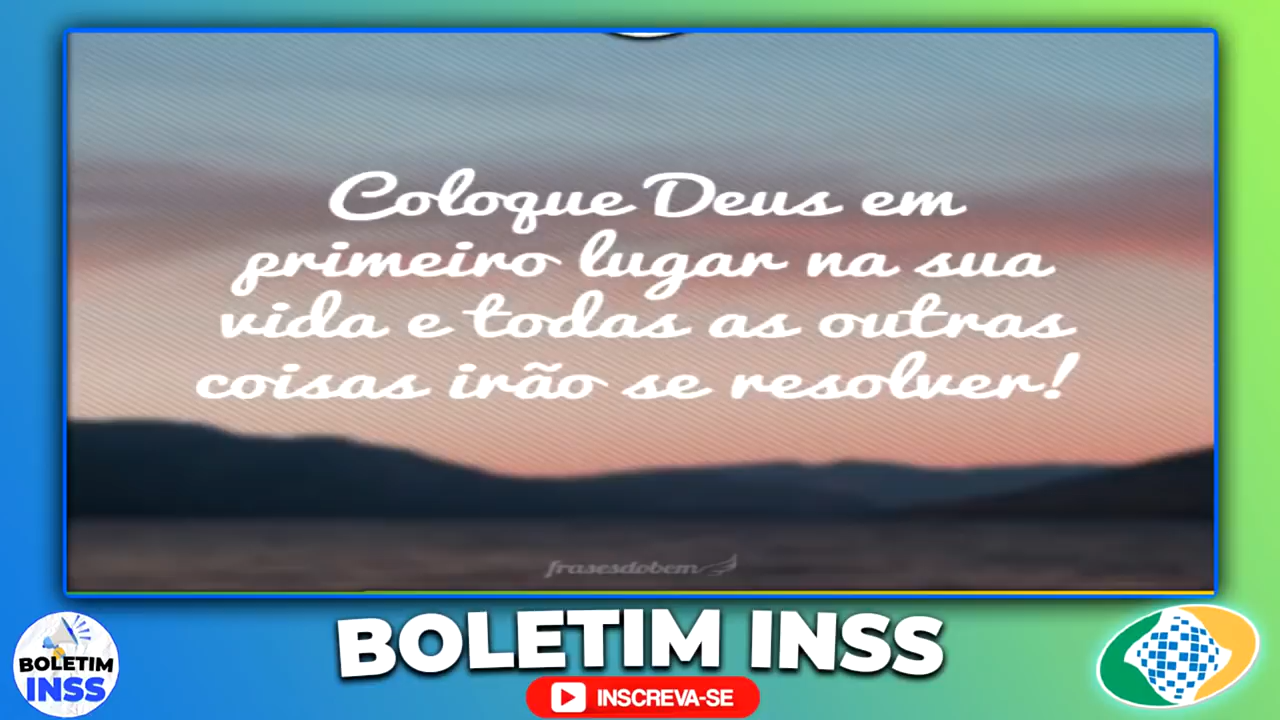 Coloque Deus em
primeiro lugar na sua
vida e todas as outras
coisas irão se resolver!
frasesdobem
BOLETIM INSS
BOLETIM
INSS
INSCREVA-SE